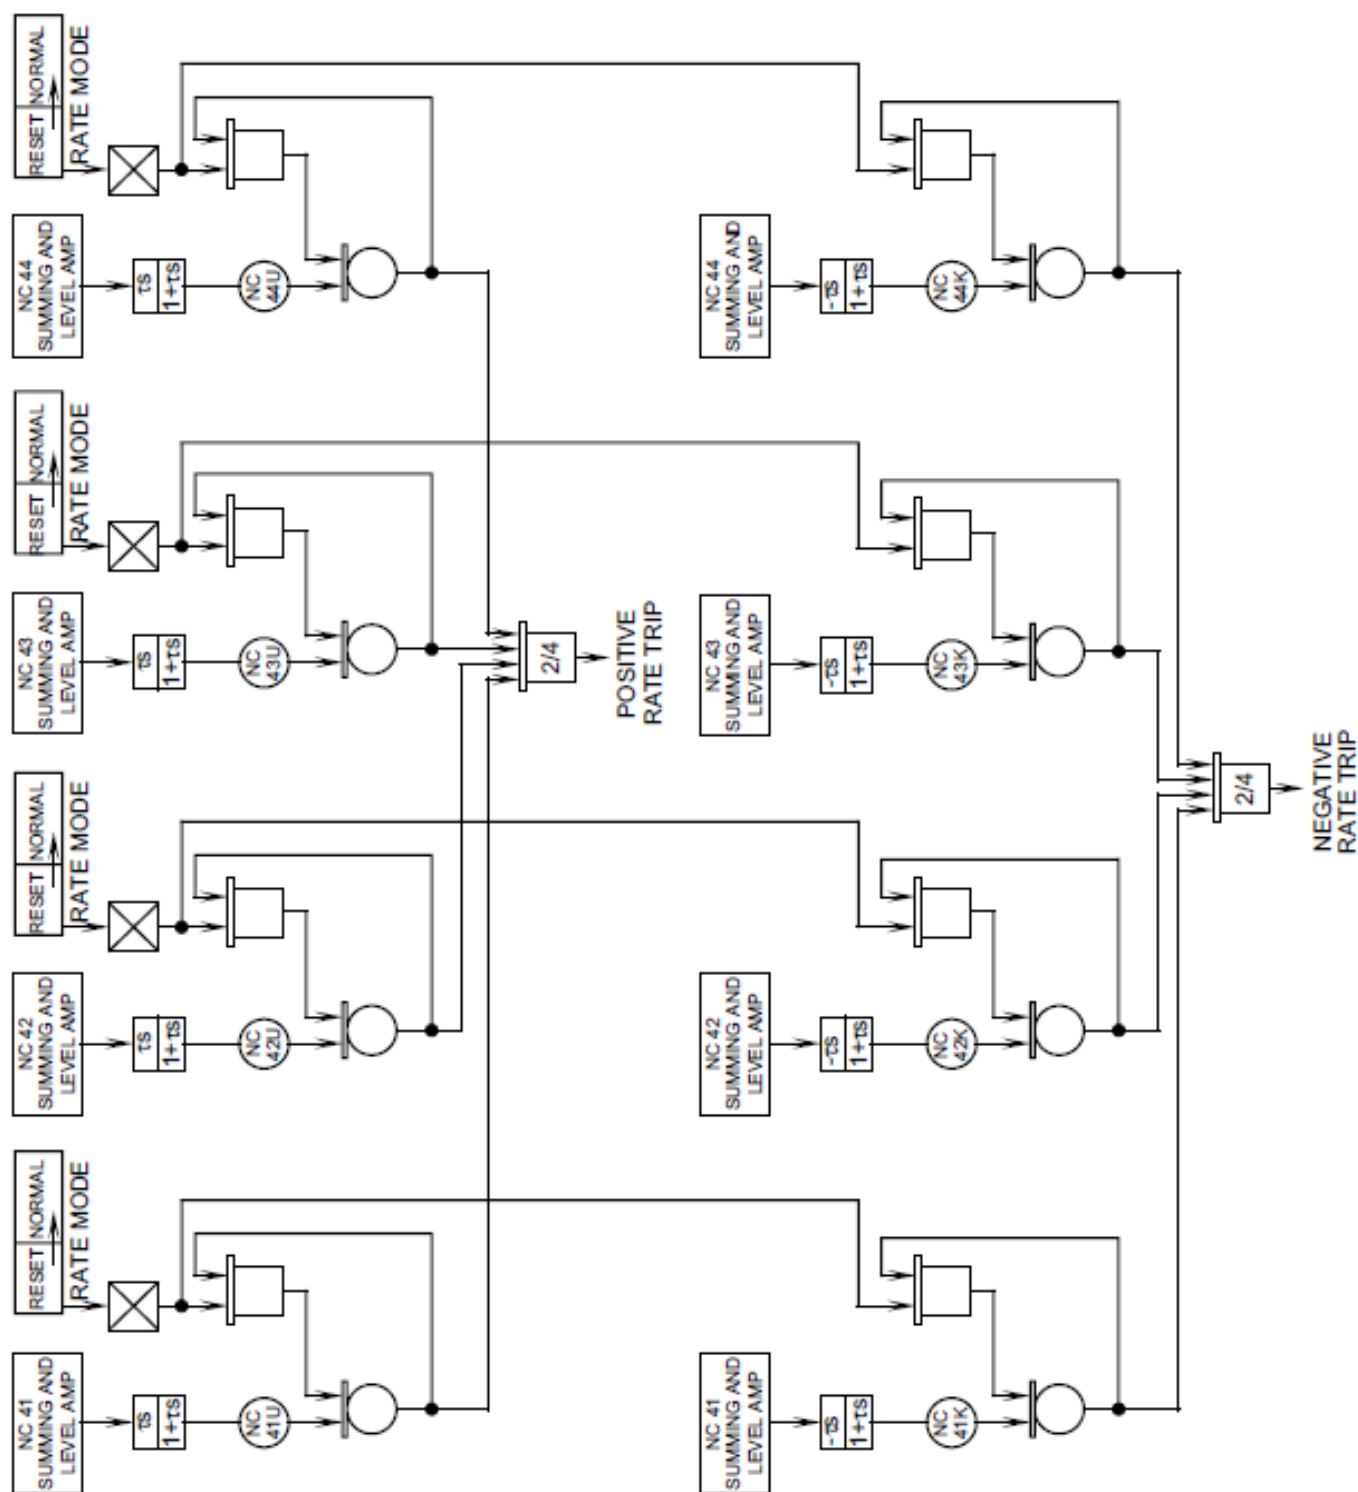 RESET NORMAL
RATE MODE
NC 44
SUMMING AND
LEVEL AMP
τs
1+τs
NC
44U
NC 44
SUMMING AND
LEVEL AMP
-τs
1+τs
NC
44K
RESET NORMAL
RATE MODE
NC 43
SUMMING AND
LEVEL AMP
τs
1+τs
NC
43U
2/4
POSITIVE
RATE TRIP
NC 43
SUMMING AND
LEVEL AMP
-τs
1+τs
NC
43K
RESET NORMAL
RATE MODE
NC 42
SUMMING AND
LEVEL AMP
τs
1+τs
NC
42U
NC 42
SUMMING AND
LEVEL AMP
-τs
1+τs
NC
42K
2/4
NEGATIVE
RATE TRIP
RESET NORMAL
RATE MODE
NC 41
SUMMING AND
LEVEL AMP
τs
1+τs
NC
41U
NC 41
SUMMING AND
LEVEL AMP
-τs
1+τs
NC
41K